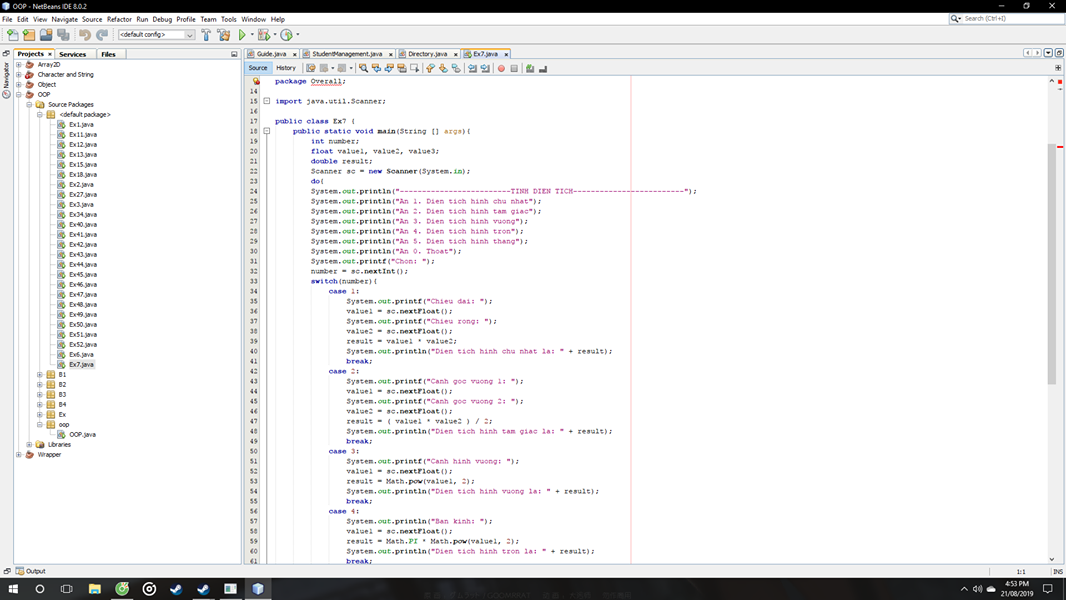 OOP - NetBeans IDE 8.0.2
File Edit View Navigate Source Refactor Run Debug Profile Team Tools Window Help
Search (Ctrl+I)
<default config>
Projects × Services Files
Guide.java × StudentManagement.java × Directory.java × Ex7.java ×
Navigator
Source History
Array2D
Character and String
Object
OOP
Source Packages
<default package>
Ex1.java
Ex11.java
Ex12.java
Ex13.java
Ex15.java
Ex18.java
Ex2.java
Ex27.java
Ex3.java
Ex34.java
Ex40.java
Ex41.java
Ex42.java
Ex43.java
Ex44.java
Ex45.java
Ex46.java
Ex47.java
Ex48.java
Ex49.java
Ex50.java
Ex51.java
Ex52.java
Ex6.java
Ex7.java
B1
B2
B3
B4
Ex
oop
OOP.java
Libraries
Wrapper
package Overall;
14
15 import java.util.Scanner;
16
17 public class Ex7 {
18 public static void main(String [] args){
19 int number;
20 float value1, value2, value3;
21 double result;
22 Scanner sc = new Scanner(System.in);
23 do{
24 System.out.println("-------------------------TINH DIEN TICH-------------------------");
25 System.out.println("An 1. Dien tich hinh chu nhat");
26 System.out.println("An 2. Dien tich hinh tam giac");
27 System.out.println("An 3. Dien tich hinh vuong");
28 System.out.println("An 4. Dien tich hinh tron");
29 System.out.println("An 5. Dien tich hinh thang");
30 System.out.println("An 0. Thoat");
31 System.out.printf("Chon: ");
32 number = sc.nextInt();
33 switch(number){
34 case 1:
35 System.out.printf("Chieu dai: ");
36 value1 = sc.nextFloat();
37 System.out.printf("Chieu rong: ");
38 value2 = sc.nextFloat();
39 result = value1 * value2;
40 System.out.println("Dien tich hinh chu nhat la: " + result);
41 break;
42 case 2:
43 System.out.printf("Canh goc vuong 1: ");
44 value1 = sc.nextFloat();
45 System.out.printf("Canh goc vuong 2: ");
46 value2 = sc.nextFloat();
47 result = ( value1 * value2 ) / 2;
48 System.out.println("Dien tich hinh tam giac la: " + result);
49 break;
50 case 3:
51 System.out.printf("Canh hinh vuong: ");
52 value1 = sc.nextFloat();
53 result = Math.pow(value1, 2);
54 System.out.println("Dien tich hinh vuong la: " + result);
55 break;
56 case 4:
57 System.out.println("Ban kinh: ");
58 value1 = sc.nextFloat();
59 result = Math.PI * Math.pow(value1, 2);
60 System.out.println("Dien tich hinh tron la: " + result);
61 break;
Output
1:1 INS
4:53 PM
21/08/2019